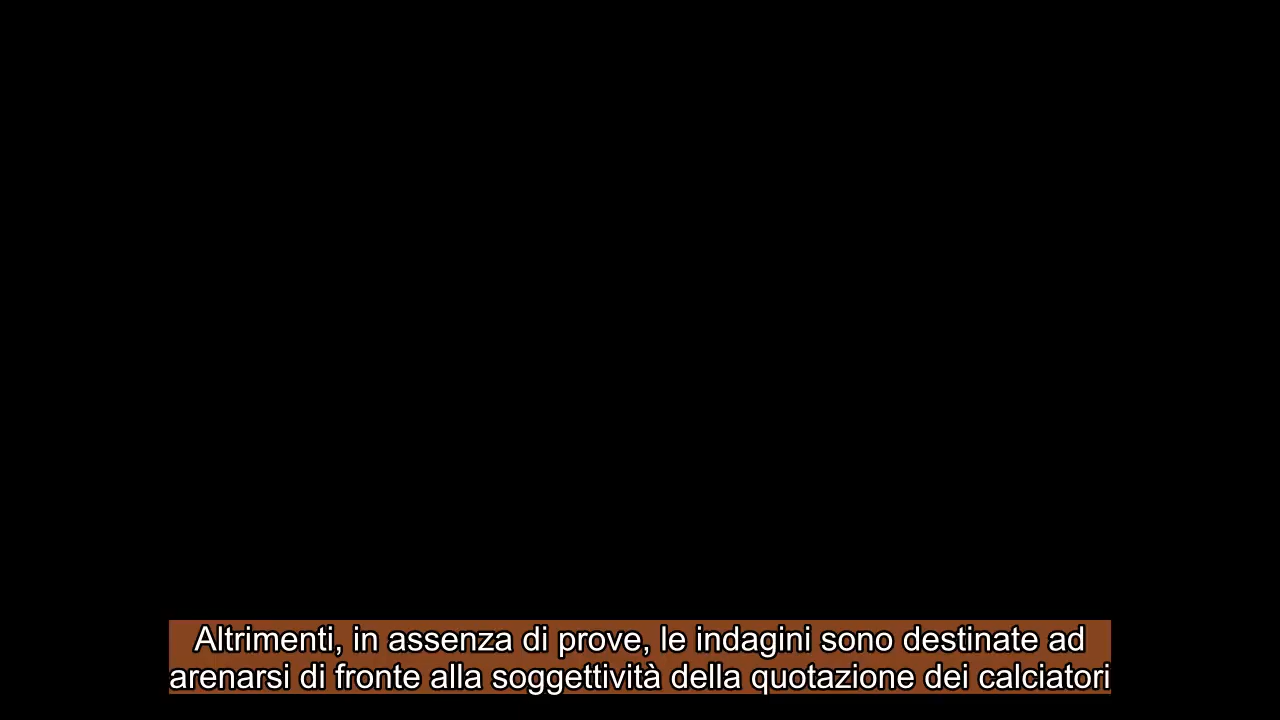 Altrimenti, in assenza di prove, le indagini sono destinate ad
arenarsi di fronte alla soggettività della quotazione dei calciatori